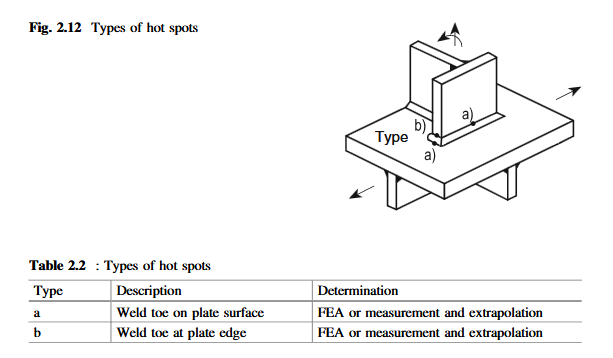 Fig. 2.12 Types of hot spots
a)
b)
Type
a)
Table 2.2 : Types of hot spots
Type Description Determination
a Weld toe on plate surface FEA or measurement and extrapolation
b Weld toe at plate edge FEA or measurement and extrapolation